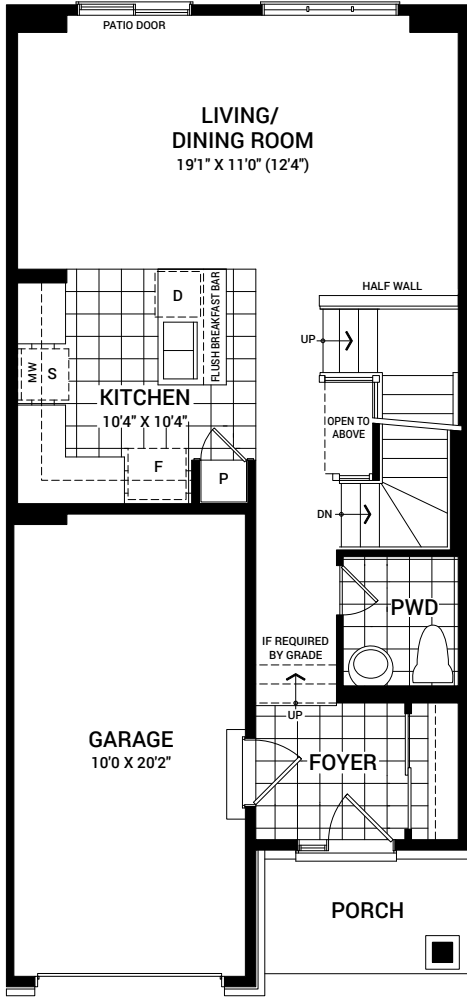 PATIO DOOR
LIVING/
DINING ROOM
19'1" X 11'0" (12'4")
HALF WALL
D
FLUSH BREAKFAST BAR
UP
MW
S
KITCHEN
10'4" X 10'4"
OPEN TO
ABOVE
F
P
DN
PWD
IF REQUIRED
BY GRADE
UP
GARAGE
10'0 X 20'2"
FOYER
PORCH